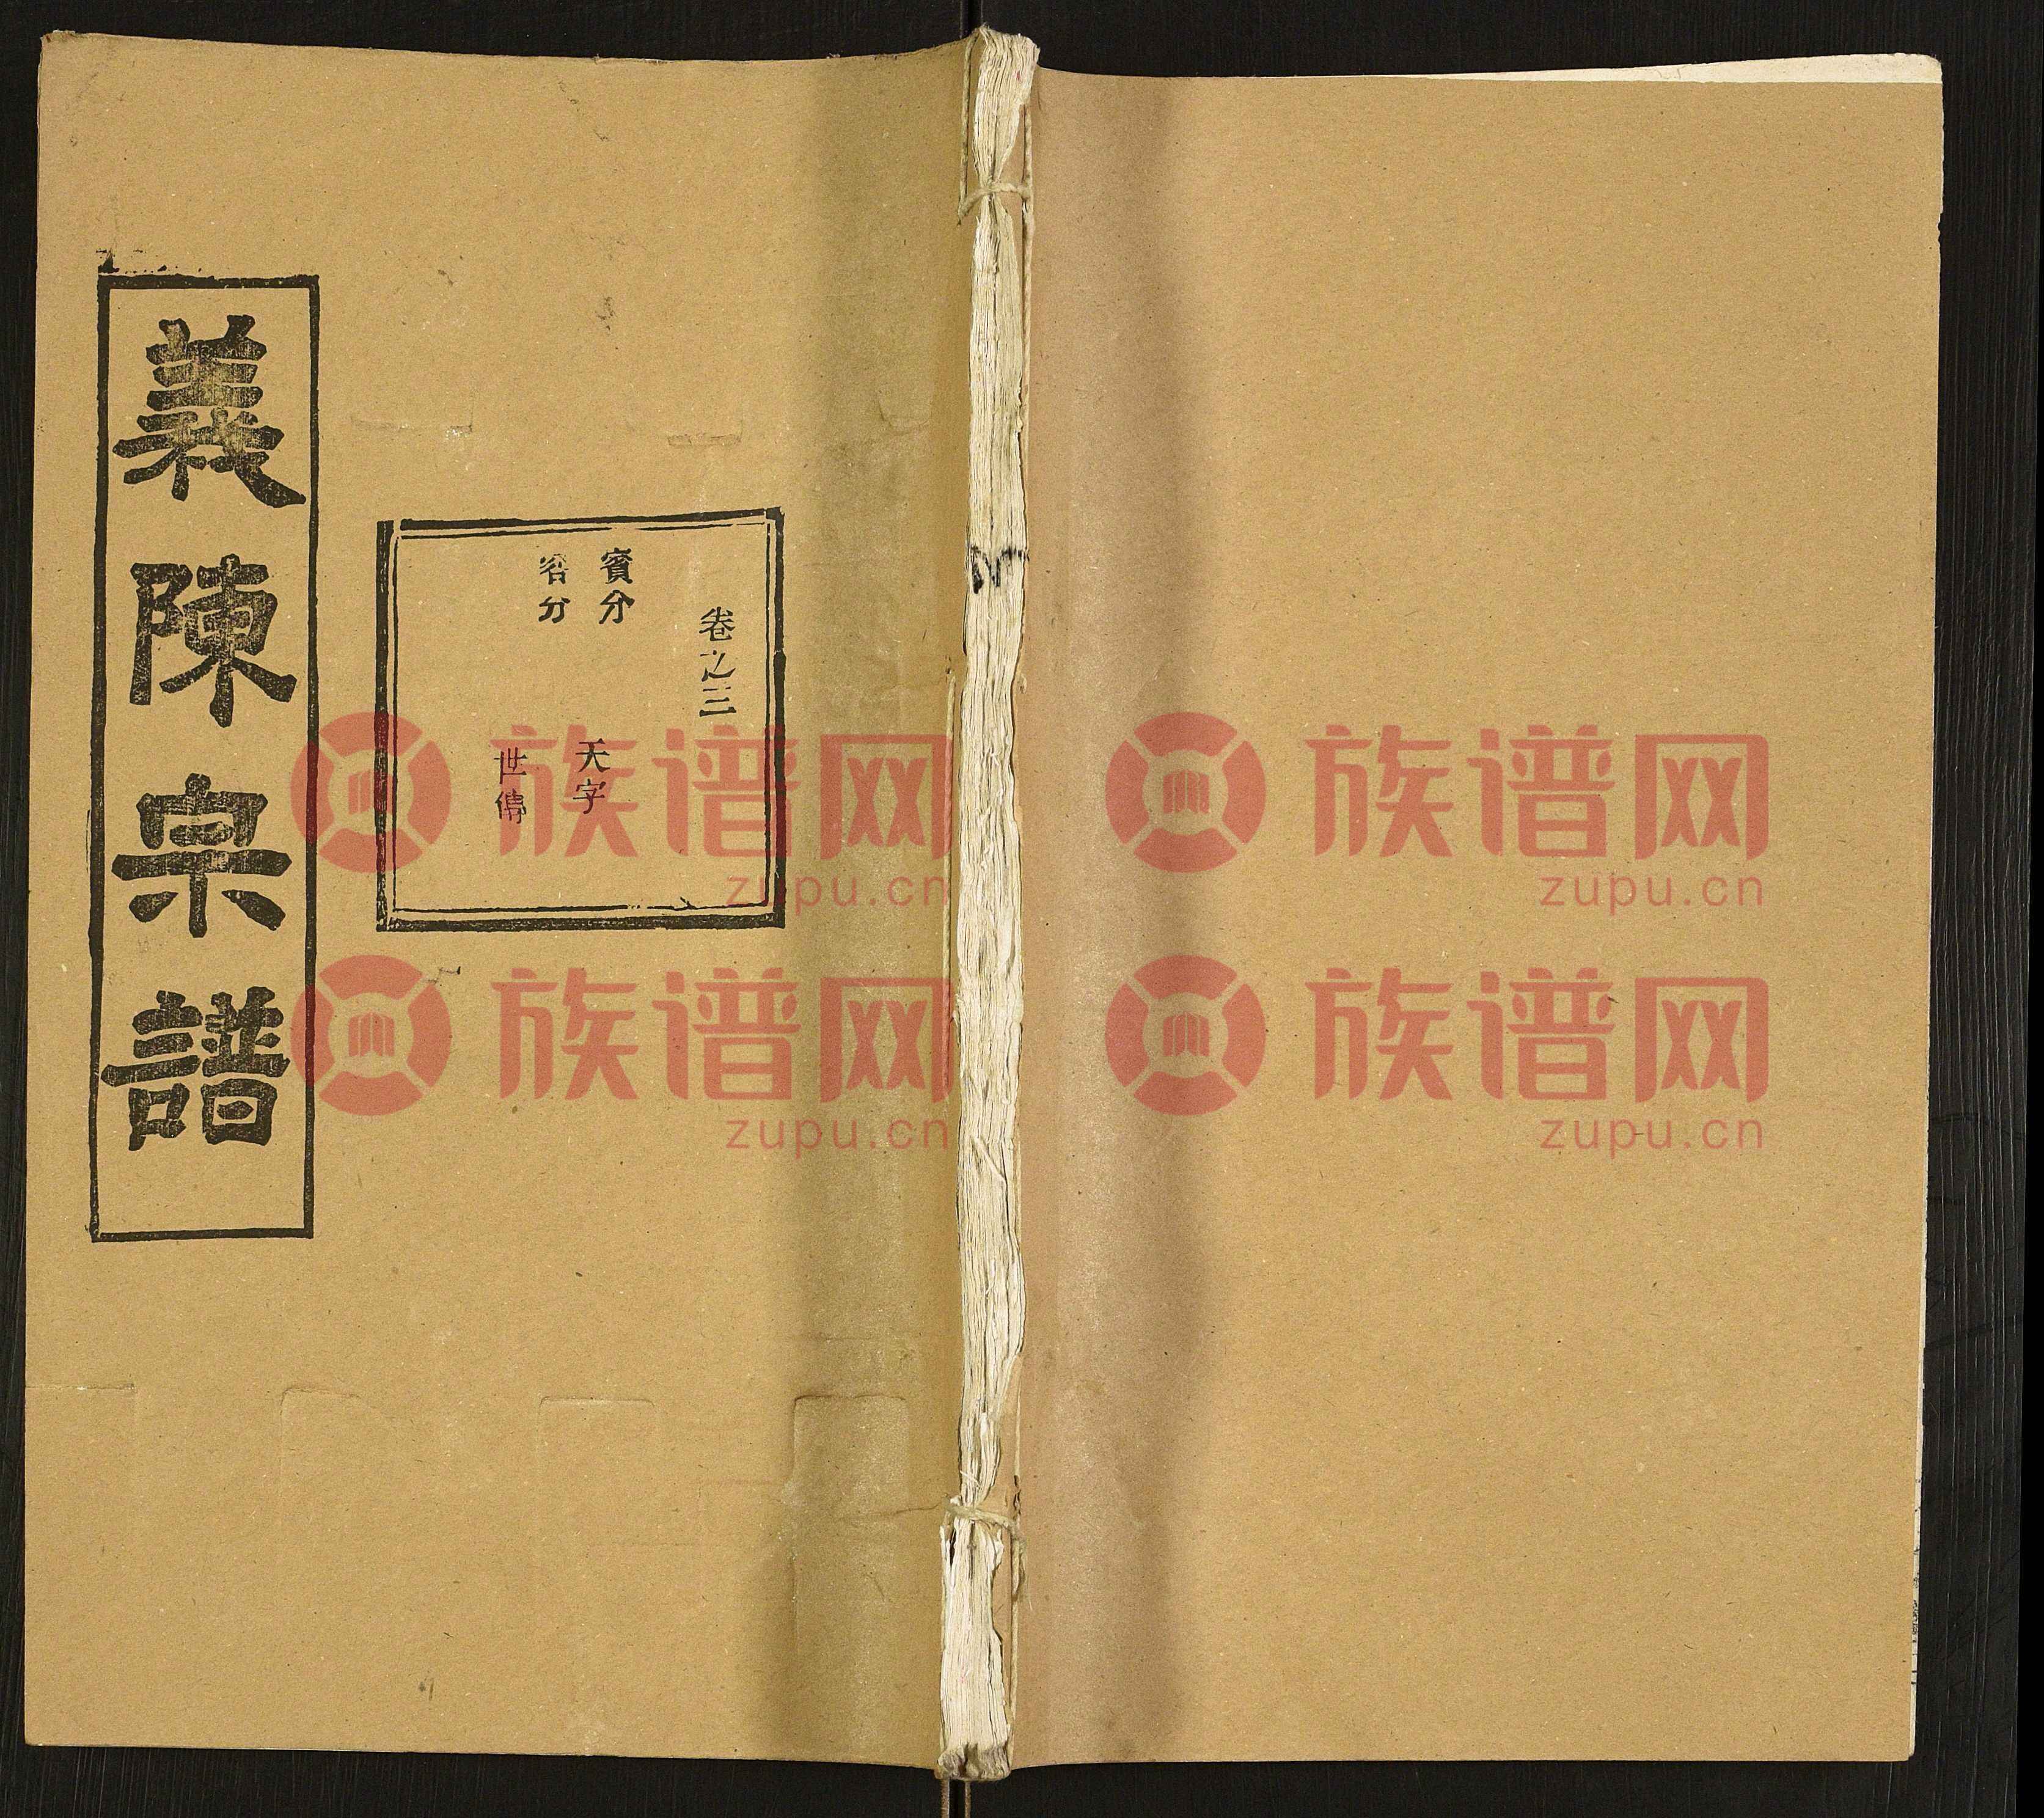 義陳宗譜
卷之三
賓分
客分
天字
世傳
族谱网
zupu.cn
族谱网
zupu.cn
族谱网
zupu.cn
族谱网
zupu.cn